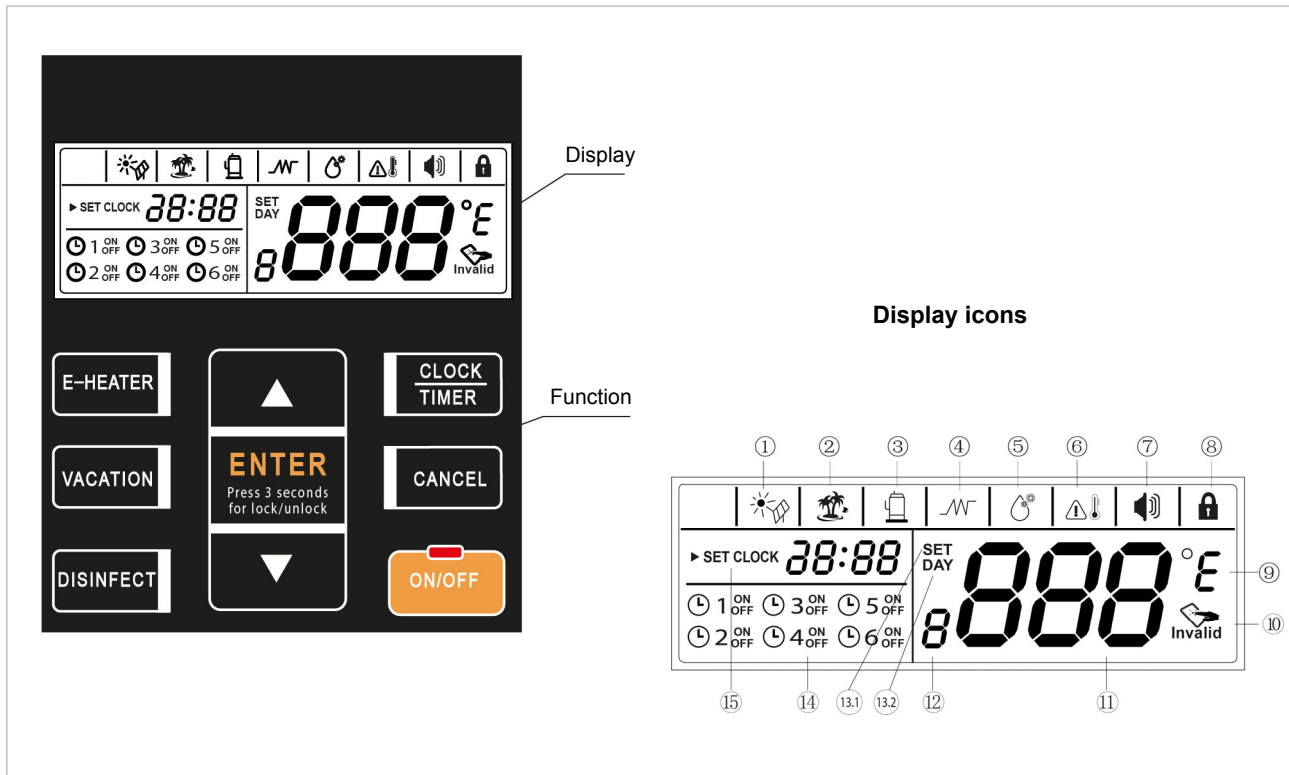 Display
SET CLOCK 38:88
SET
DAY
888
°E
8
Invalid
1 ON OFF 3 ON OFF 5 ON OFF
2 ON OFF 4 ON OFF 6 ON OFF
E-HEATER
CLOCK
TIMER
Function
VACATION
ENTER
Press 3 seconds
for lock/unlock
CANCEL
DISINFECT
ON/OFF
Display icons
① ② ③ ④ ⑤ ⑥ ⑦ ⑧
SET CLOCK 38:88
SET
DAY
888
°E
⑨
8
Invalid
⑩
1 ON OFF 3 ON OFF 5 ON OFF
2 ON OFF 4 ON OFF 6 ON OFF
⑮ ⑭ 13.1 13.2 ⑫ ⑪